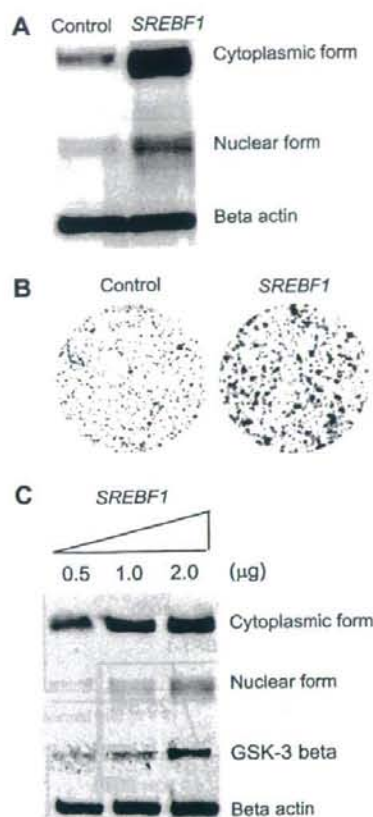 A
Control SREBF1
Cytoplasmic form
Nuclear form
Beta actin
B
Control SREBF1
C
SREBF1
0.5 1.0 2.0 (μg)
Cytoplasmic form
Nuclear form
GSK-3 beta
Beta actin